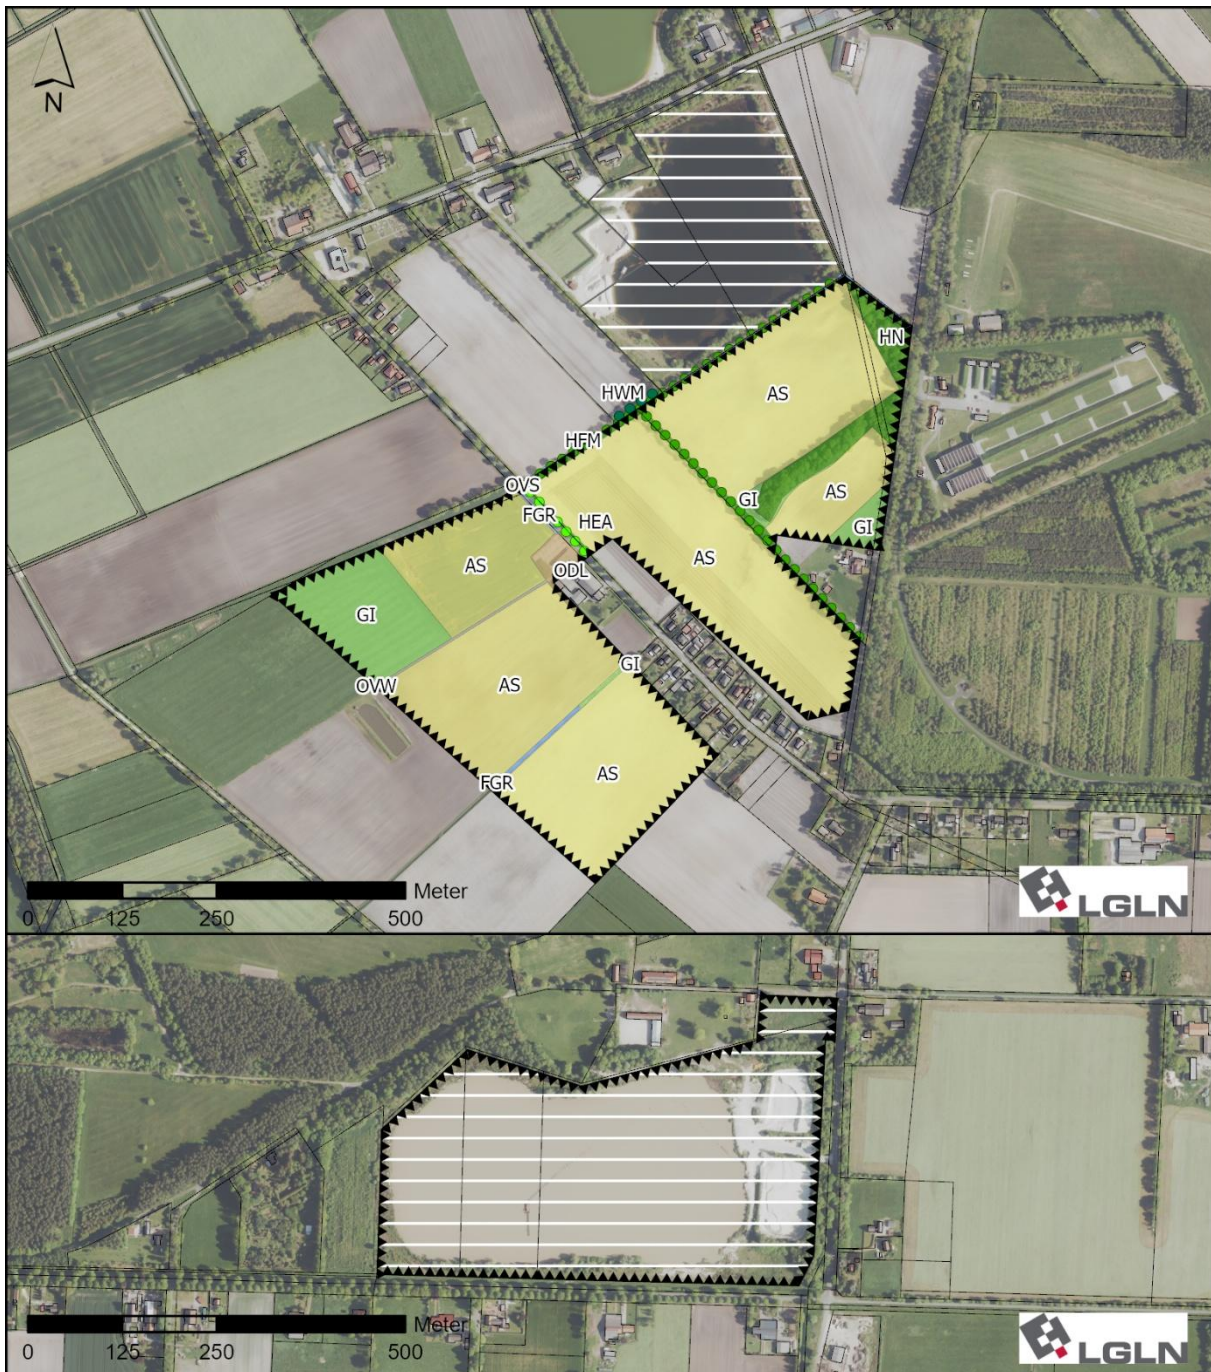 N
HN
AS
HWM
HFM
OVS
GI
AS
FGR
HEA
GI
AS
AS
ODL
GI
GI
OVW
AS
AS
FGR
Meter
0 125 250 500
LGLN
Meter
0 125 250 500
LGLN